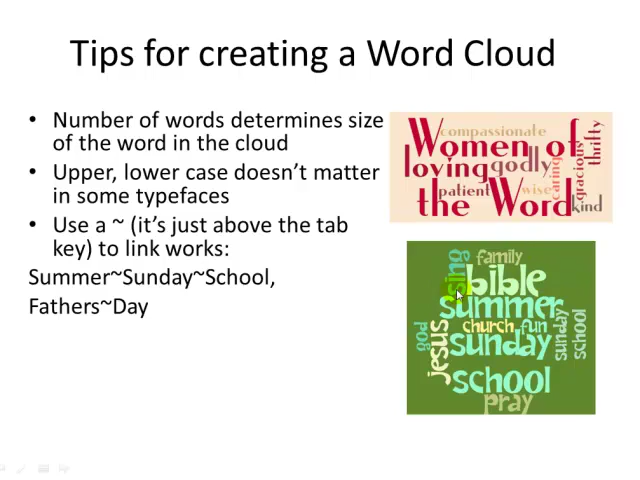 Tips for creating a Word Cloud
Number of words determines size
of the word in the cloud
Upper, lower case doesn't matter
in some typefaces
Use a ~ (it's just above the tab
key) to link works:
Summer~Sunday~School,
Fathers~Day
compassionate
Women of
thrifty
loving
godly
caring
gracious
patient
wise
the Word
kind
family
sing
bible
summer
church
fun
god
jesus
sunday
sunday
school
school
pray